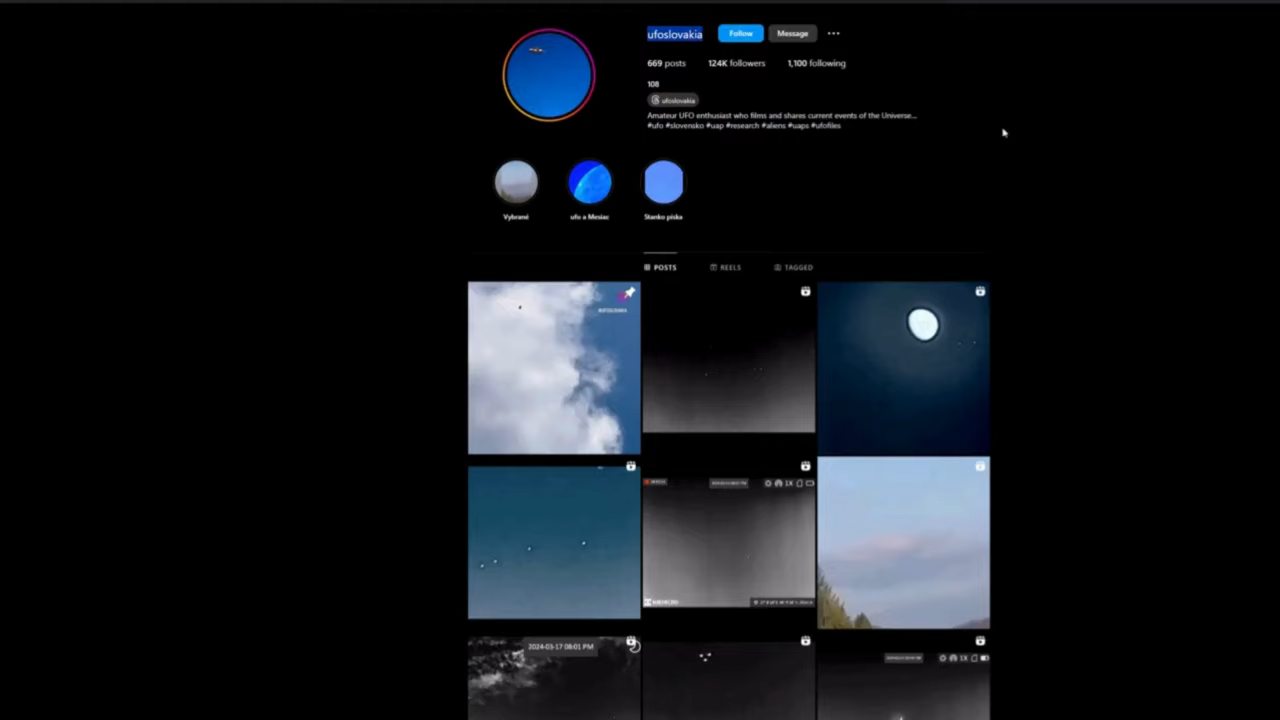 ufoslovakia Follow Message
669 posts 124K followers 1,100 following
108
ufoslovakia
Amateur UFO enthusiast who films and shares current events of the Universe...
#ufo #slovensko #uap #research #aliens #uaps #ufofiles
Vybrané ufo a Mesiac Stanko piska
POSTS REELS TAGGED
1X
2024-03-17 08:01 PM
1X